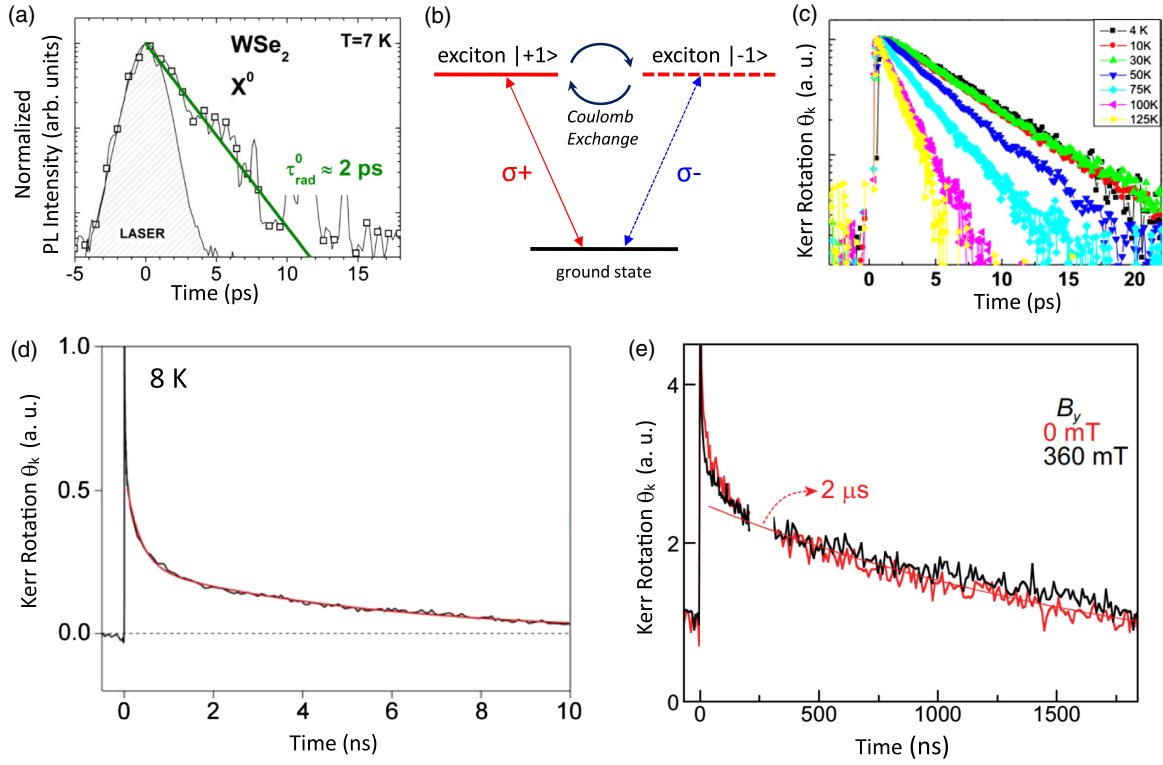 (a)
WSe2
T=7 K
X0
τ0rad ≈ 2 ps
LASER
Normalized
PL Intensity (arb. units)
-5 0 5 10 15
Time (ps)
(b)
exciton |+1> exciton |-1>
Coulomb
Exchange
σ+ σ-
ground state
(c)
4 K
10K
30K
50K
75K
100K
125K
Kerr Rotation θk (a. u.)
0 5 10 15 20
Time (ps)
(d)
8 K
1.0
0.5
0.0
Kerr Rotation θk (a. u.)
0 2 4 6 8 10
Time (ns)
(e)
By
0 mT
360 mT
2 μs
4
2
0
Kerr Rotation θk (a. u.)
0 500 1000 1500
Time (ns)